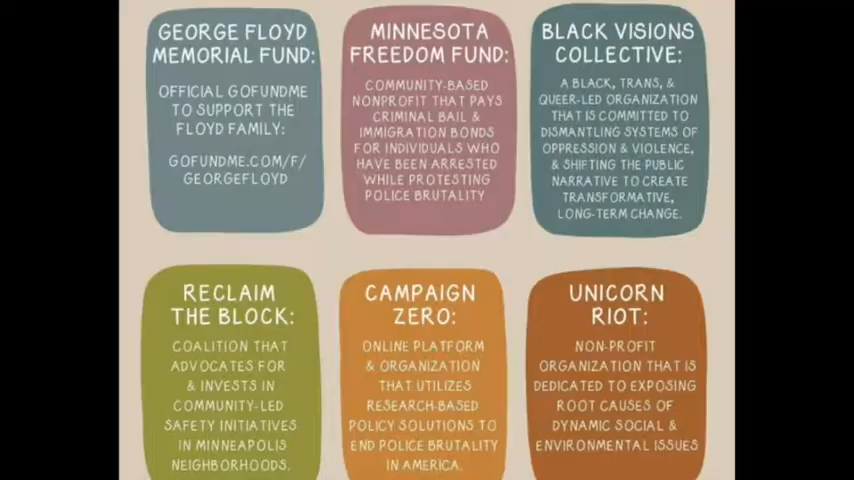 GEORGE FLOYD
MEMORIAL FUND:
OFFICIAL GOFUNDME
TO SUPPORT THE
FLOYD FAMILY:
GOFUNDME.COM/F/
GEORGEFLOYD
MINNESOTA
FREEDOM FUND:
COMMUNITY-BASED
NONPROFIT THAT PAYS
CRIMINAL BAIL &
IMMIGRATION BONDS
FOR INDIVIDUALS WHO
HAVE BEEN ARRESTED
WHILE PROTESTING
POLICE BRUTALITY
BLACK VISIONS
COLLECTIVE:
A BLACK, TRANS, &
QUEER-LED ORGANIZATION
THAT IS COMMITTED TO
DISMANTLING SYSTEMS OF
OPPRESSION & VIOLENCE,
& SHIFTING THE PUBLIC
NARRATIVE TO CREATE
TRANSFORMATIVE,
LONG-TERM CHANGE.
RECLAIM
THE BLOCK:
COALITION THAT
ADVOCATES FOR
& INVESTS IN
COMMUNITY-LED
SAFETY INITIATIVES
IN MINNEAPOLIS
NEIGHBORHOODS.
CAMPAIGN
ZERO:
ONLINE PLATFORM
& ORGANIZATION
THAT UTILIZES
RESEARCH-BASED
POLICY SOLUTIONS TO
END POLICE BRUTALITY
IN AMERICA.
UNICORN
RIOT:
NON-PROFIT
ORGANIZATION THAT IS
DEDICATED TO EXPOSING
ROOT CAUSES OF
DYNAMIC SOCIAL &
ENVIRONMENTAL ISSUES